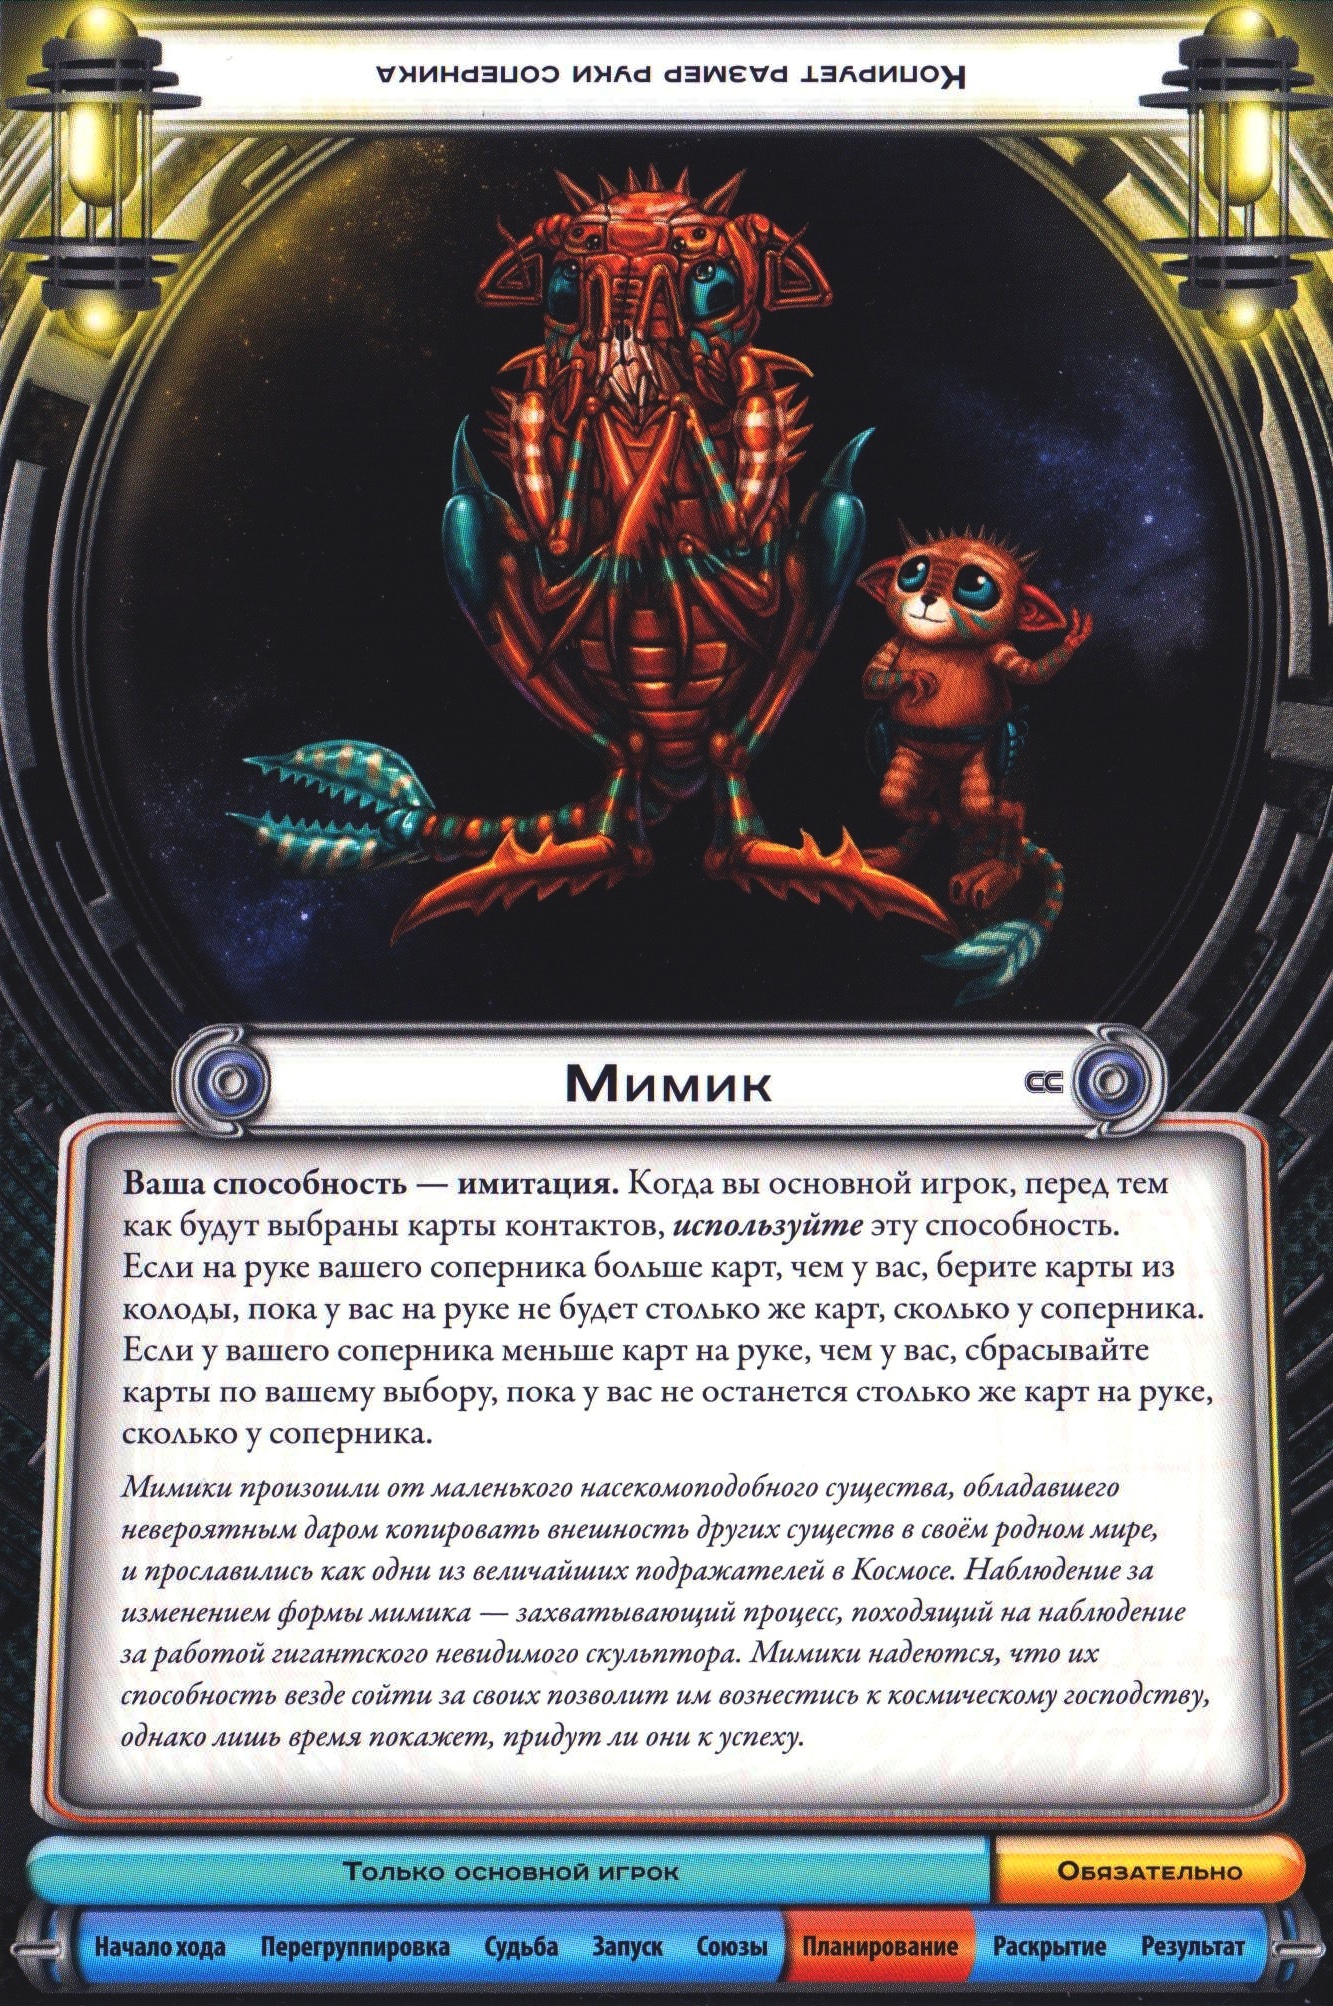 Копирует размер руки соперника
Мимик
CC
Ваша способность — имитация. Когда вы основной игрок, перед тем
как будут выбраны карты контактов, используйте эту способность.
Если на руке вашего соперника больше карт, чем у вас, берите карты из
колоды, пока у вас на руке не будет столько же карт, сколько у соперника.
Если у вашего соперника меньше карт на руке, чем у вас, сбрасывайте
карты по вашему выбору, пока у вас не останется столько же карт на руке,
сколько у соперника.
Мимики произошли от маленького насекомоподобного существа, обладавшего
невероятным даром копировать внешность других существ в своём родном мире,
и прославились как одни из величайших подражателей в Космосе. Наблюдение за
изменением формы мимика — захватывающий процесс, походящий на наблюдение
за работой гигантского невидимого скульптора. Мимики надеются, что их
способность везде сойти за своих позволит им вознестись к космическому господству,
однако лишь время покажет, придут ли они к успеху.
Только основной игрок Обязательно
Начало хода Перегруппировка Судьба Запуск Союзы Планирование Раскрытие Результат